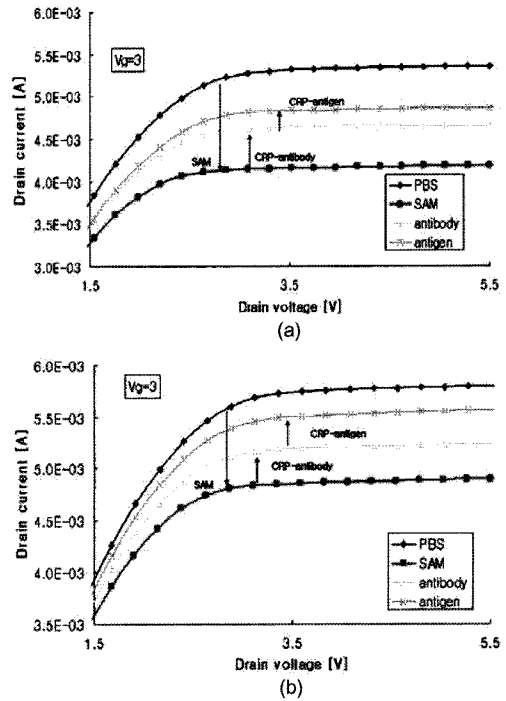 6.0E-03
5.5E-03
5.0E-03
4.5E-03
4.0E-03
3.5E-03
3.0E-03
Drain current [A]
Vg=3
CRP-antigen
SAM
CRP-antibody
PBS
SAM
antibody
antigen
1.5
3.5
5.5
Drain voltage [V]
(a)
6.0E-03
5.5E-03
5.0E-03
4.5E-03
4.0E-03
3.5E-03
Drain current [A]
Vg=3
CRP-antigen
SAM
CRP-antibody
PBS
SAM
antibody
antigen
1.5
3.5
5.5
Drain voltage [V]
(b)